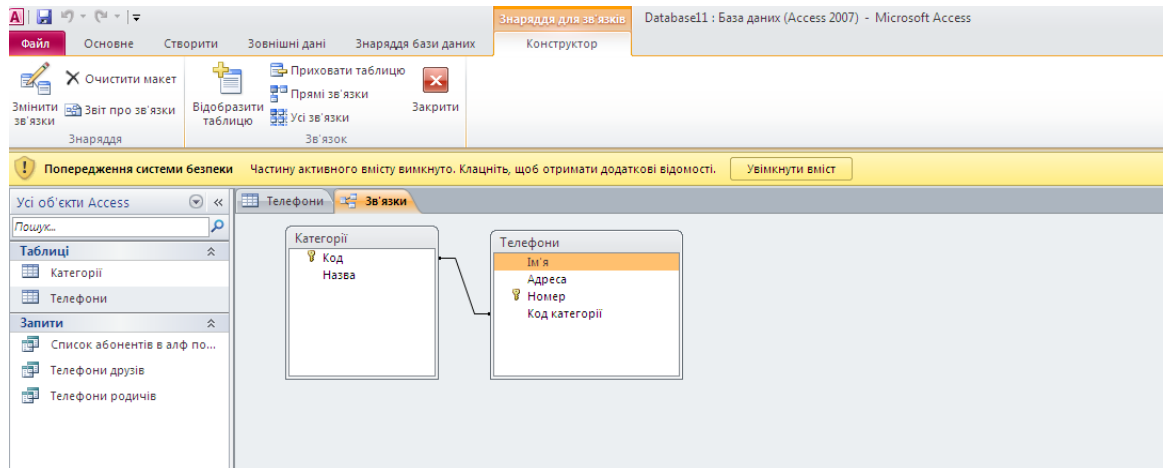 Знаряддя для зв'язків Database11 : База даних (Access 2007) - Microsoft Access
Файл Основне Створити Зовнішні дані Знаряддя бази даних Конструктор
Змінити зв'язки
Очистити макет
Звіт про зв'язки
Знаряддя
Відобразити таблицю
Приховати таблицю
Прямі зв'язки
Усі зв'язки
Закрити
Зв'язок
Попередження системи безпеки Частину активного вмісту вимкнуто. Клацніть, щоб отримати додаткові відомості. Увімкнути вміст
Усі об'єкти Access
Пошук...
Таблиці
Категорії
Телефони
Запити
Список абонентів в алф по...
Телефони друзів
Телефони родичів
Телефони Зв'язки
Категорії
Код
Назва
Телефони
Ім'я
Адреса
Номер
Код категорії